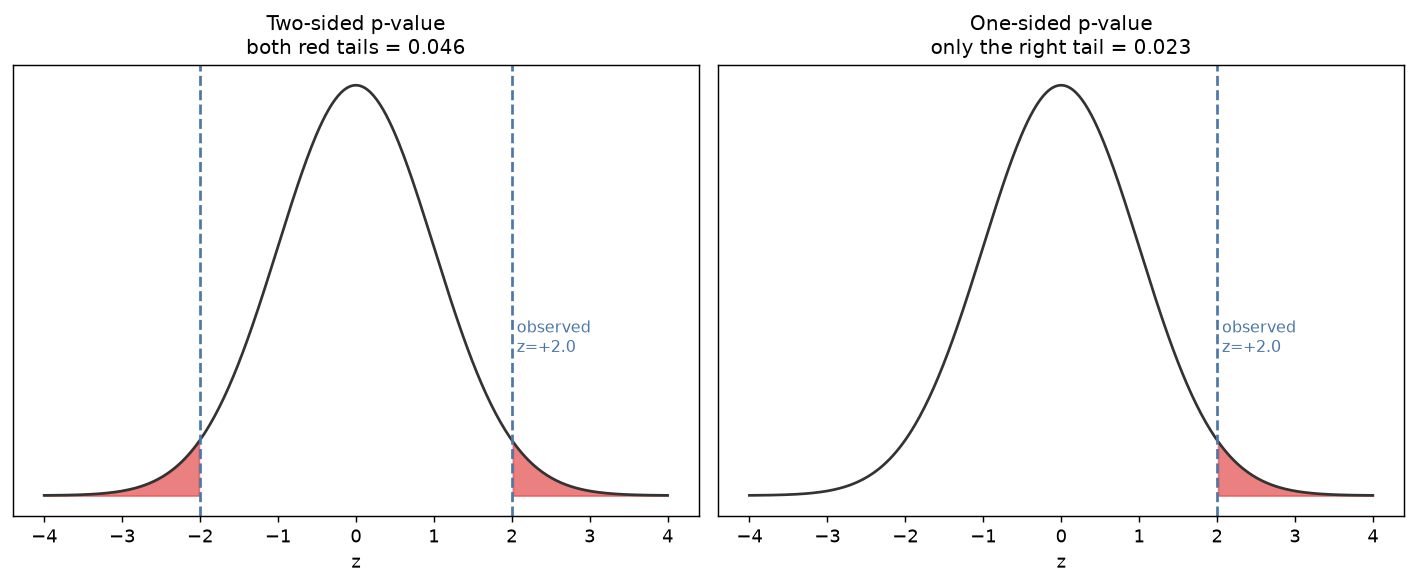 Two-sided p-value
both red tails = 0.046
observed
z=+2.0
−4 −3 −2 −1 0 1 2 3 4
z
One-sided p-value
only the right tail = 0.023
observed
z=+2.0
−4 −3 −2 −1 0 1 2 3 4
z